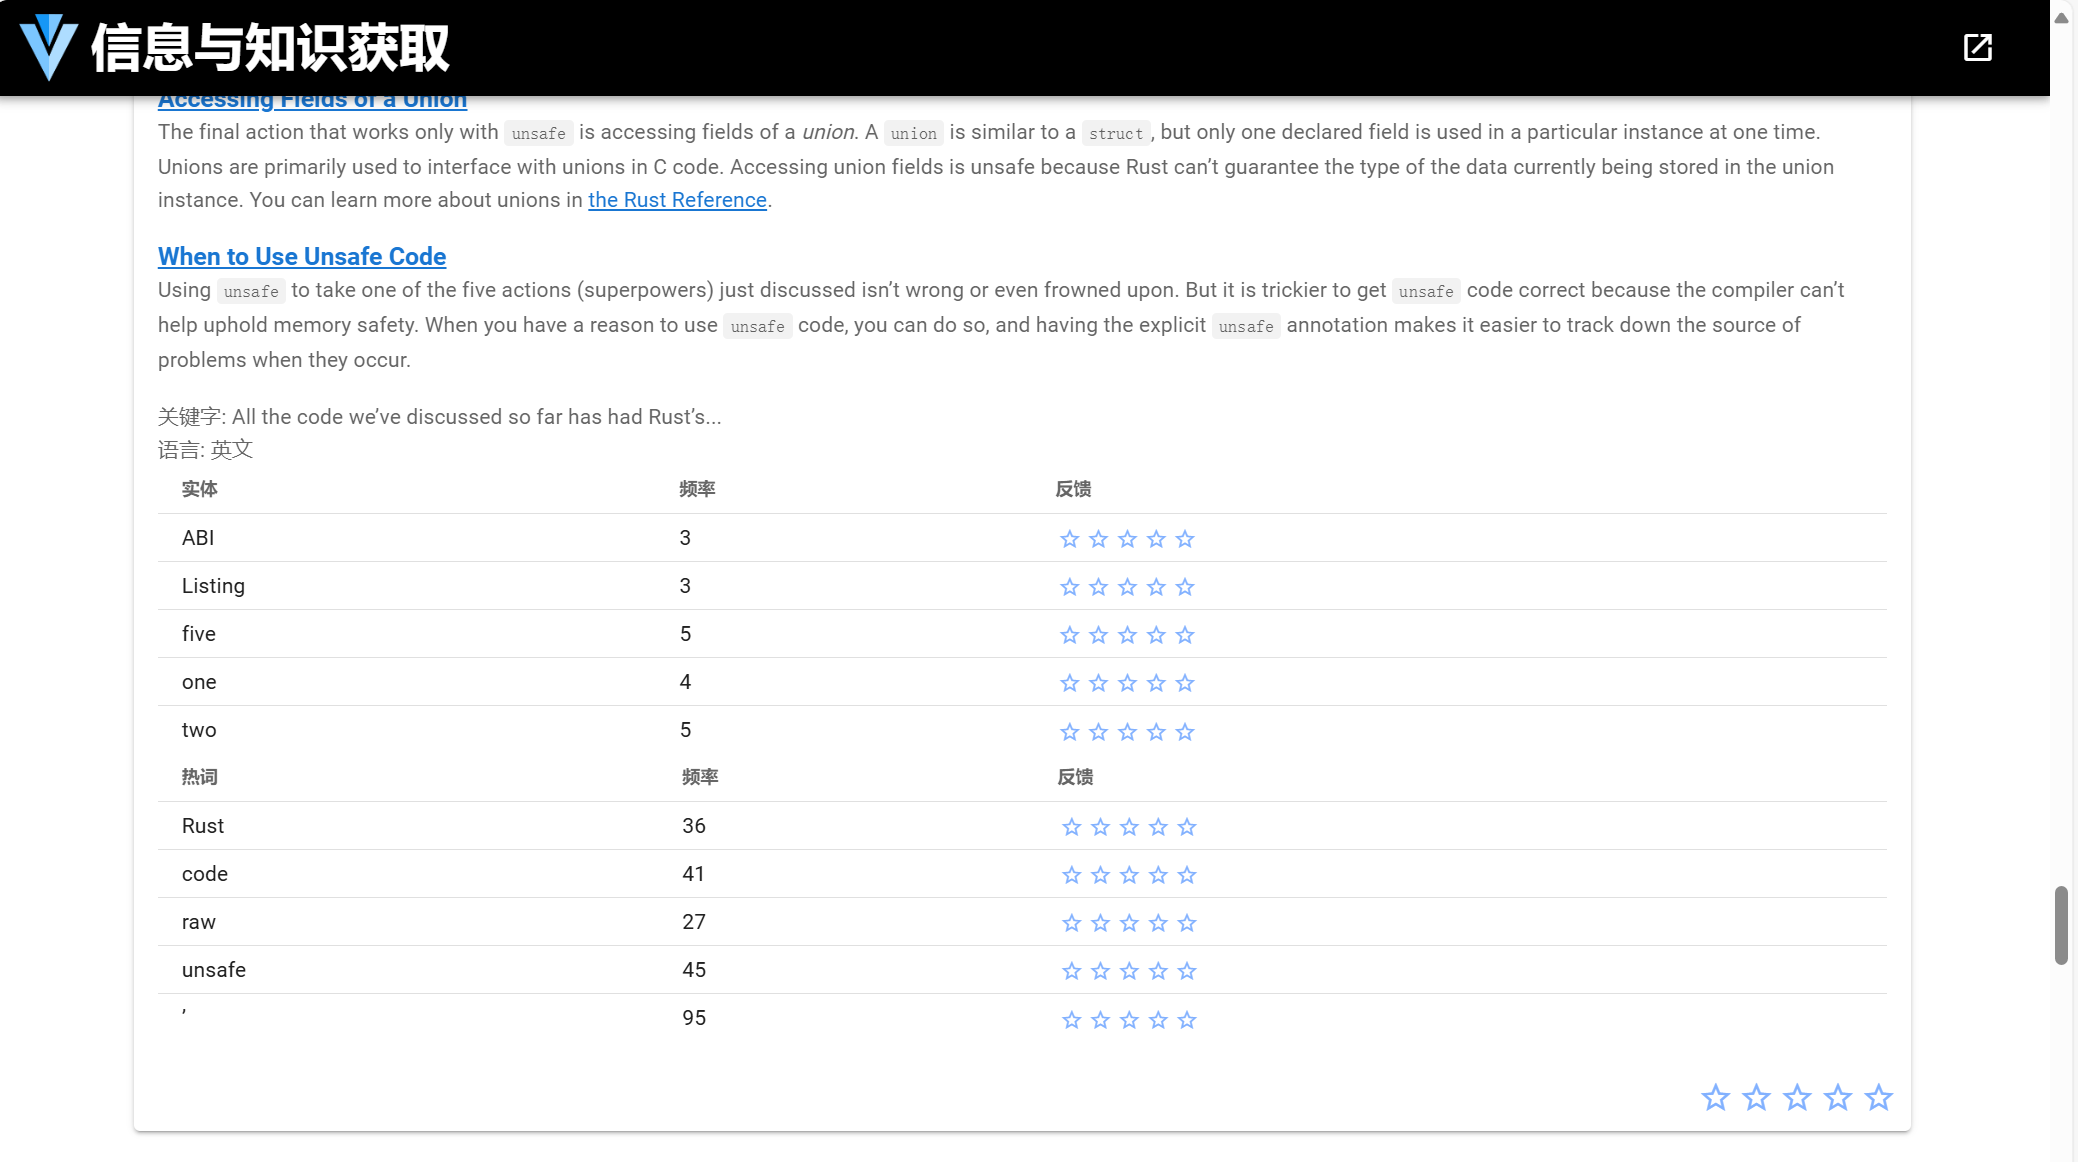 信息与知识获取
Accessing Fields of a Union
The final action that works only with unsafe is accessing fields of a union. A union is similar to a struct, but only one declared field is used in a particular instance at one time.
Unions are primarily used to interface with unions in C code. Accessing union fields is unsafe because Rust can’t guarantee the type of the data currently being stored in the union
instance. You can learn more about unions in the Rust Reference.
When to Use Unsafe Code
Using unsafe to take one of the five actions (superpowers) just discussed isn’t wrong or even frowned upon. But it is trickier to get unsafe code correct because the compiler can’t
help uphold memory safety. When you have a reason to use unsafe code, you can do so, and having the explicit unsafe annotation makes it easier to track down the source of
problems when they occur.
关键字: All the code we’ve discussed so far has had Rust’s...
语言: 英文
实体 频率 反馈
ABI 3
Listing 3
five 5
one 4
two 5
热词 频率 反馈
Rust 36
code 41
raw 27
unsafe 45
’ 95